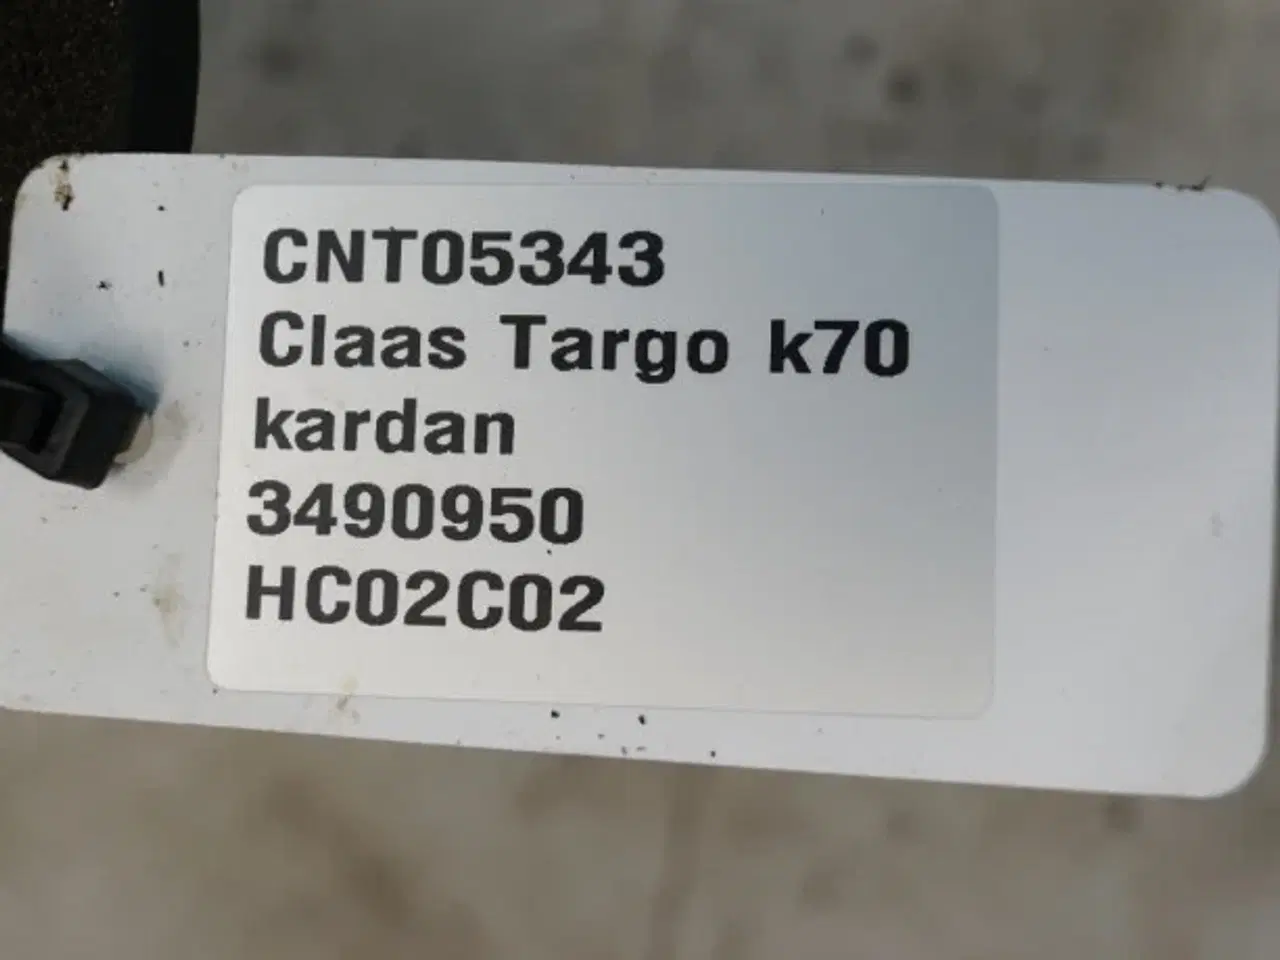 CNT05343
Claas Targo k70
kardan
3490950
HC02C02